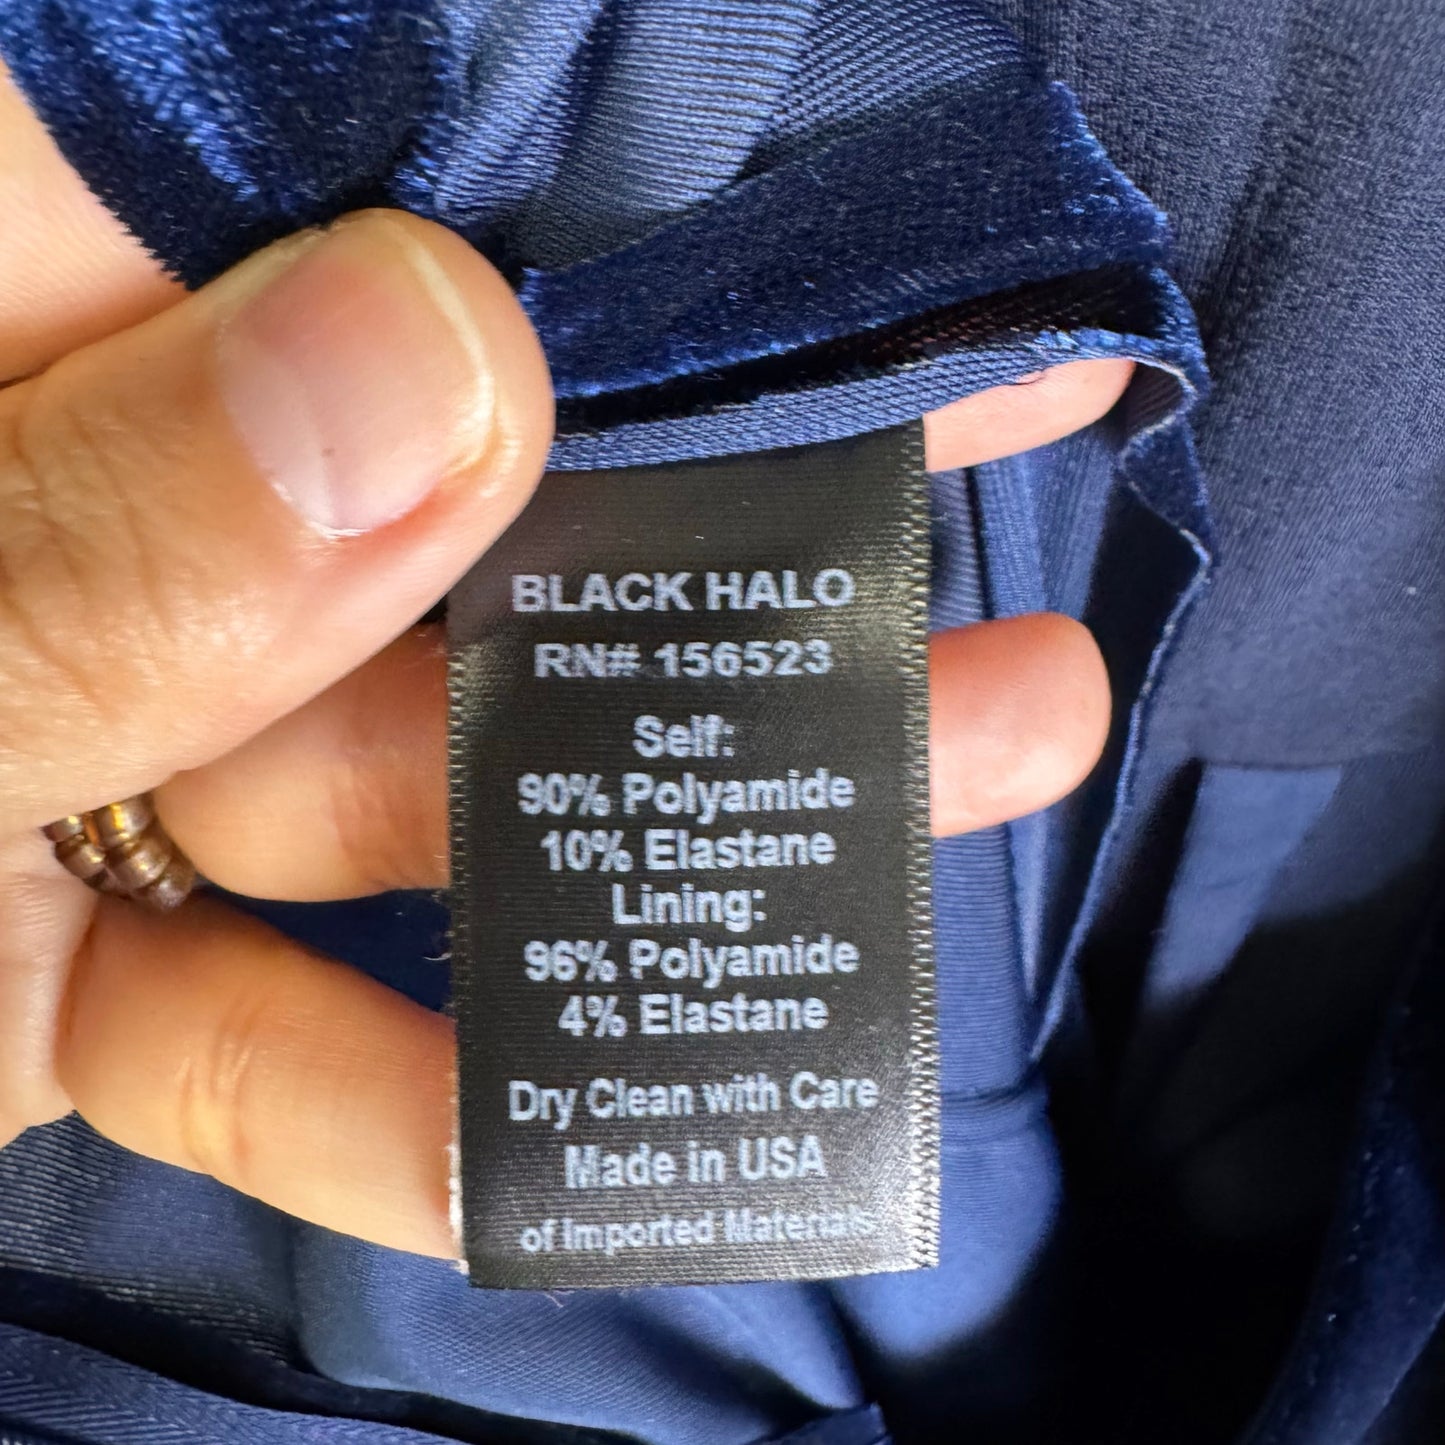 BLACK HALO
RN# 156523
Self:
90% Polyamide
10% Elastane
Lining:
96% Polyamide
4% Elastane
Dry Clean with Care
Made in USA
of Imported Materials